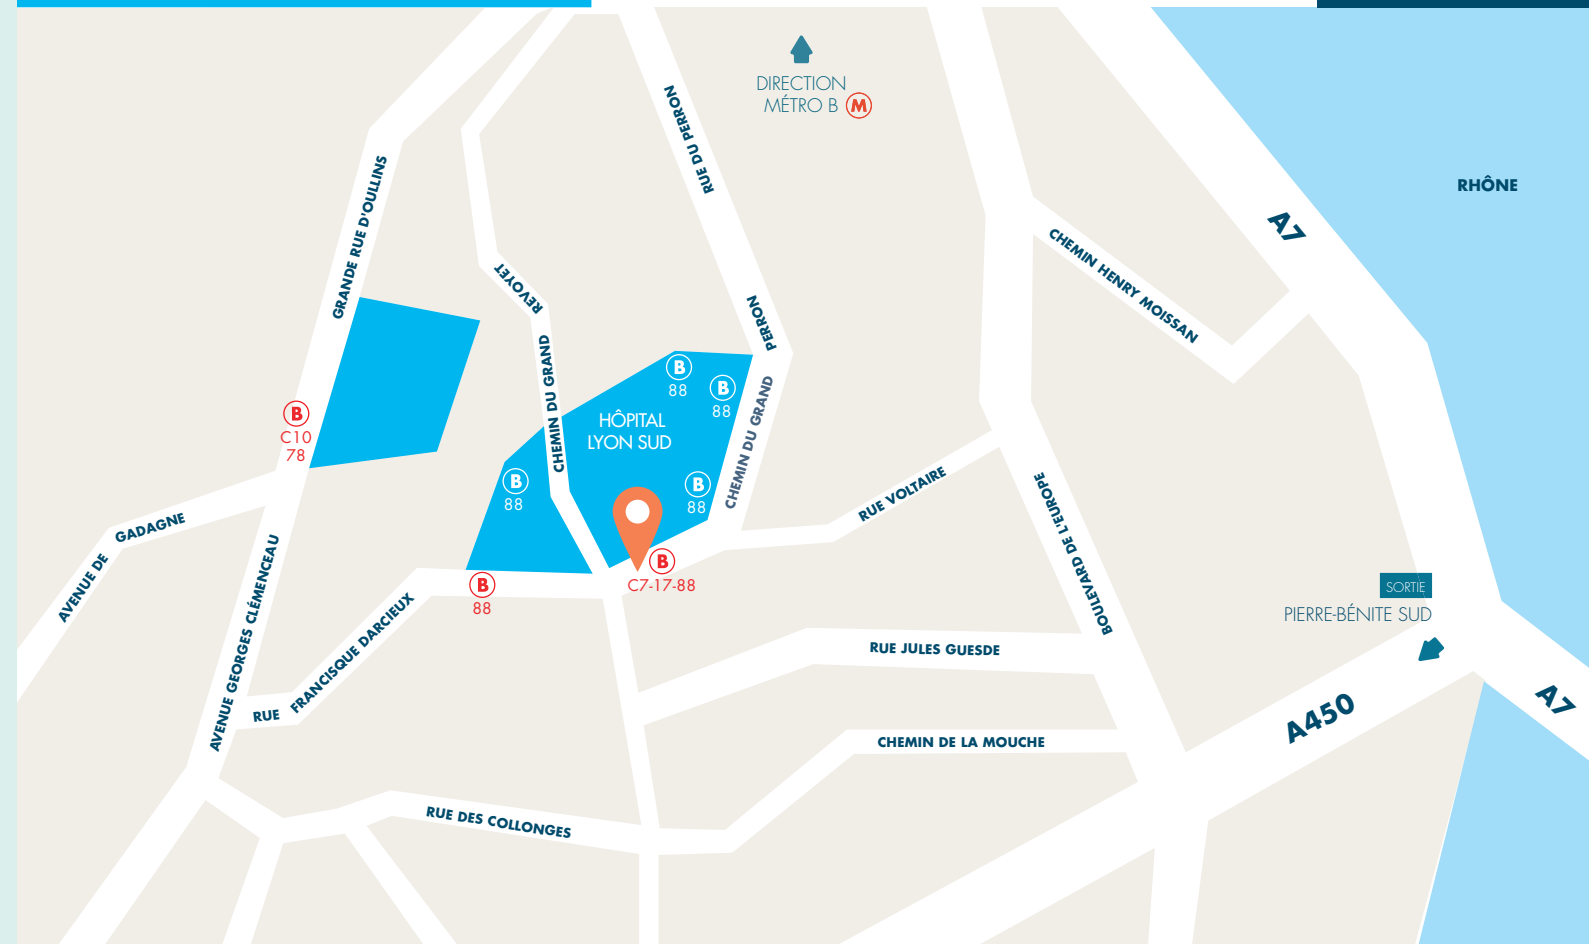 DIRECTION
MÉTRO B M
RUE DU PERRON
GRANDE RUE D'OULLINS
RHÔNE
A7
CHEMIN HENRY MOISSAN
REVOYET
PERRON
CHEMIN DU GRAND
CHEMIN DU GRAND
B
88
B
88
HÔPITAL
LYON SUD
B
C10
78
B
88
B
88
RUE VOLTAIRE
GADAGNE
AVENUE DE
AVENUE GEORGES CLÉMENCEAU
BOULEVARD DE L'EUROPE
B
C7-17-88
B
88
FRANCISQUE DARCIEUX
RUE
SORTIE
PIERRE-BÉNITE SUD
RUE JULES GUESDE
A7
A450
CHEMIN DE LA MOUCHE
RUE DES COLLONGES